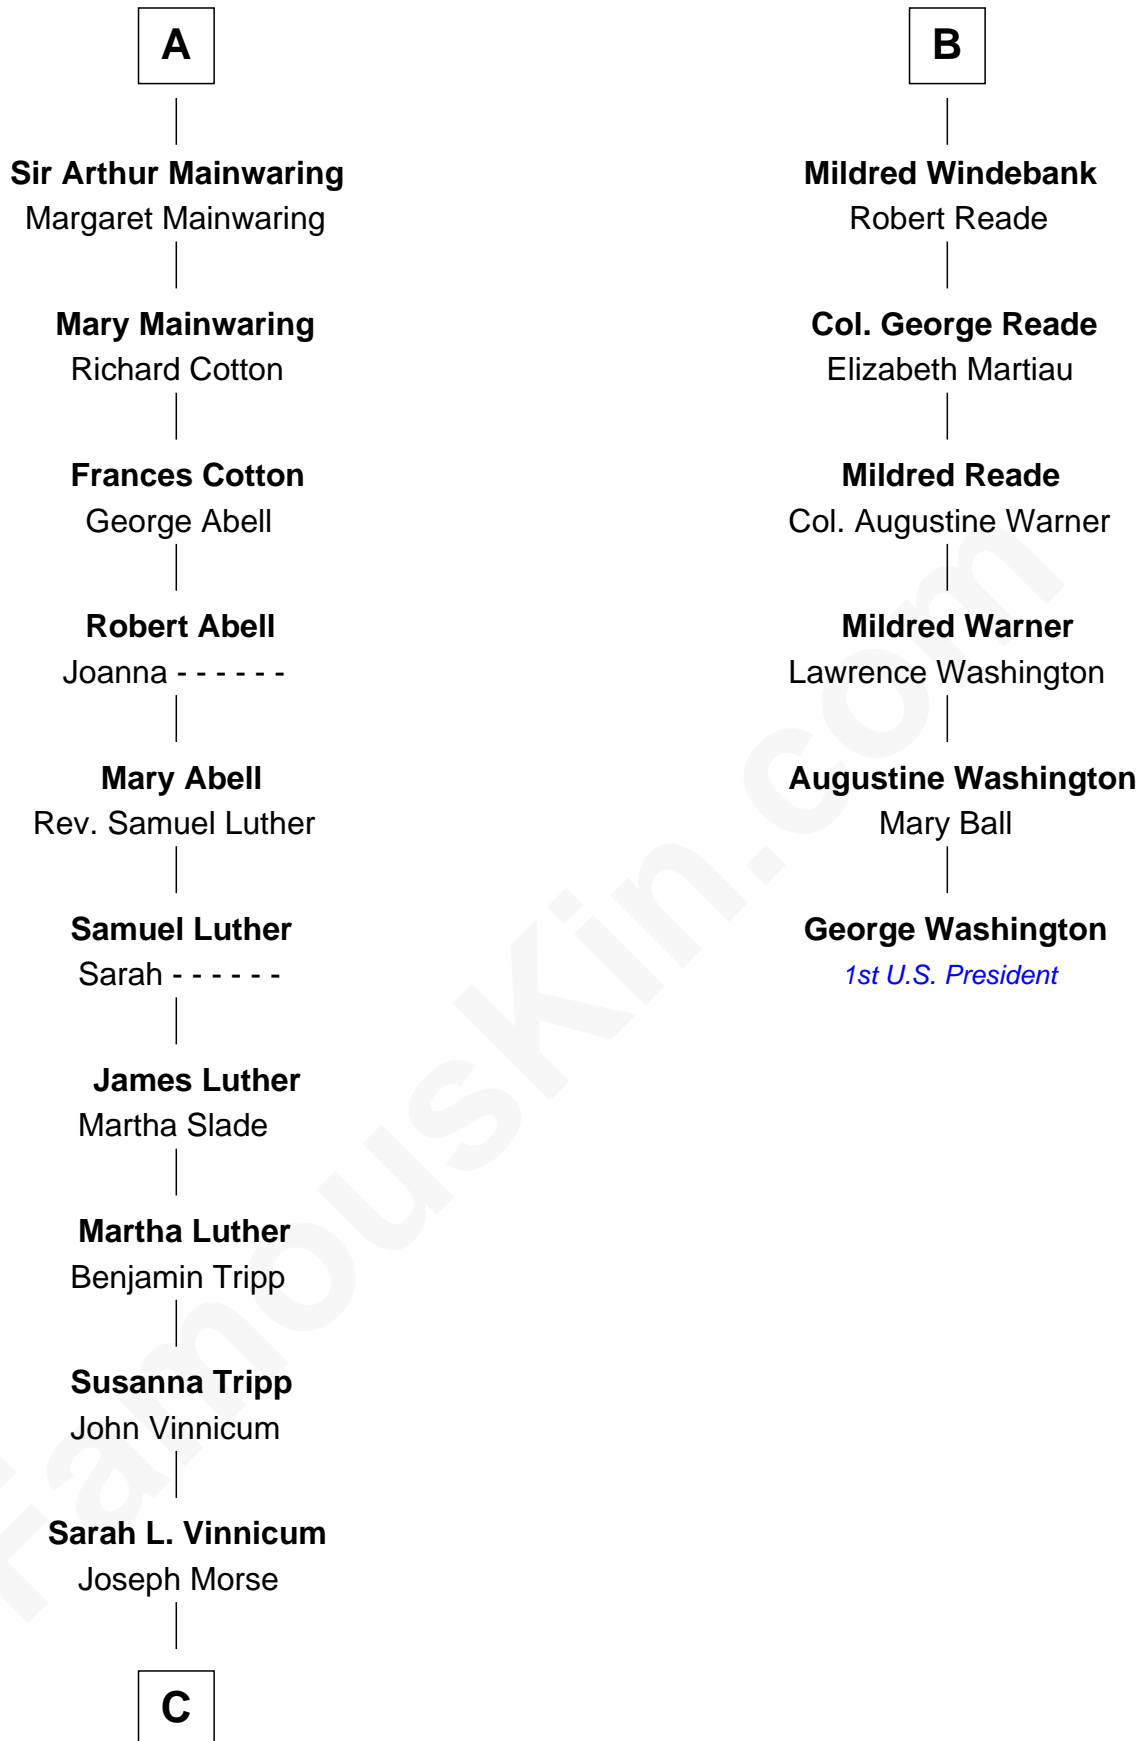 A
Sir Arthur Mainwaring
Margaret Mainwaring
Mary Mainwaring
Richard Cotton
Frances Cotton
George Abell
Robert Abell
Joanna - - - - - -
Mary Abell
Rev. Samuel Luther
Samuel Luther
Sarah - - - - - -
James Luther
Martha Slade
Martha Luther
Benjamin Tripp
Susanna Tripp
John Vinnicum
Sarah L. Vinnicum
Joseph Morse
C
B
Mildred Windebank
Robert Reade
Col. George Reade
Elizabeth Martiau
Mildred Reade
Col. Augustine Warner
Mildred Warner
Lawrence Washington
Augustine Washington
Mary Ball
George Washington
1st U.S. President
FamousKin.com